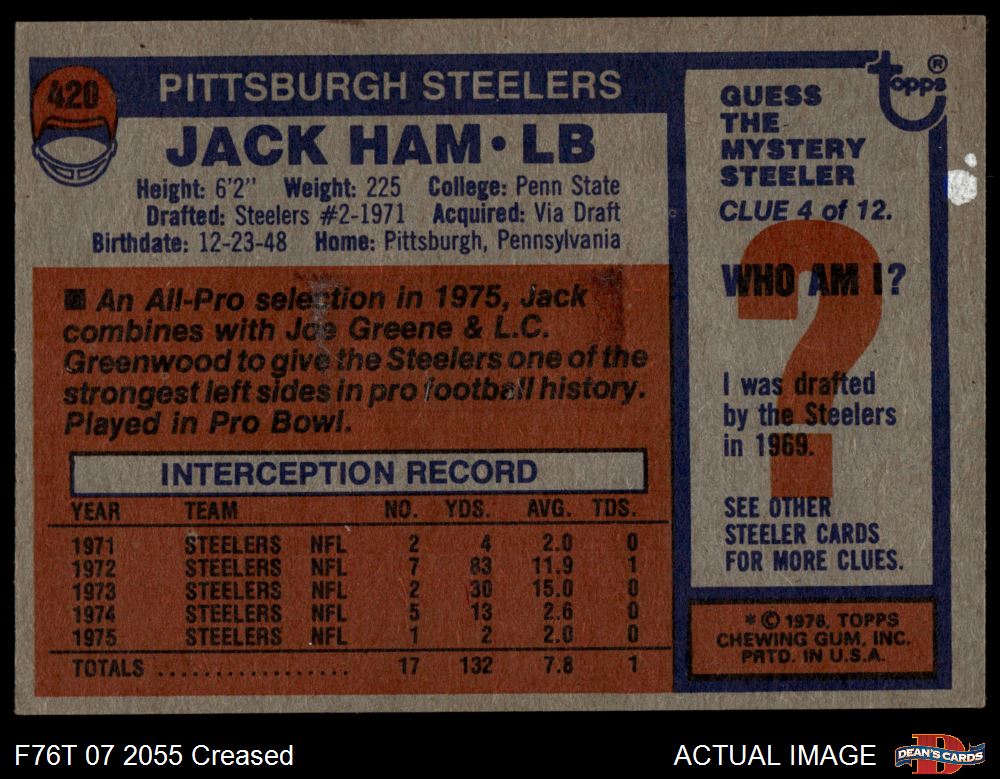 420
PITTSBURGH STEELERS
JACK HAM • LB
Height: 6'2" Weight: 225 College: Penn State
Drafted: Steelers #2-1971 Acquired: Via Draft
Birthdate: 12-23-48 Home: Pittsburgh, Pennsylvania
■ An All-Pro selection in 1975, Jack
combines with Joe Greene & L.C.
Greenwood to give the Steelers one of the
strongest left sides in pro football history.
Played in Pro Bowl.
INTERCEPTION RECORD
YEAR TEAM NO. YDS. AVG. TDS.
1971 STEELERS NFL 2 4 2.0 0
1972 STEELERS NFL 7 83 11.9 1
1973 STEELERS NFL 2 30 15.0 0
1974 STEELERS NFL 5 13 2.6 0
1975 STEELERS NFL 1 2 2.0 0
TOTALS ................. 17 132 7.8 1
topps®
GUESS
THE
MYSTERY
STEELER
CLUE 4 of 12.
WHO AM I?
?
I was drafted
by the Steelers
in 1969.
SEE OTHER
STEELER CARDS
FOR MORE CLUES.
* © 1976, TOPPS
CHEWING GUM, INC.
PRTD. IN U.S.A.
F76T 07 2055 Creased
ACTUAL IMAGE
D
DEAN'S CARDS